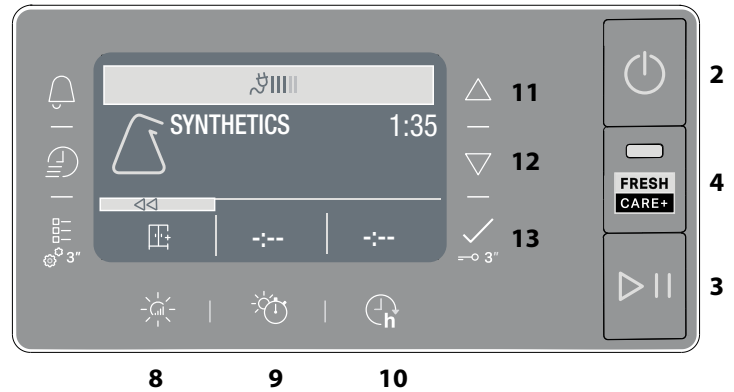 11
2
SYNTHETICS 1:35
12
4
FRESH
CARE+
-:-- -:--
13
3" 3"
3
h
8 9 10